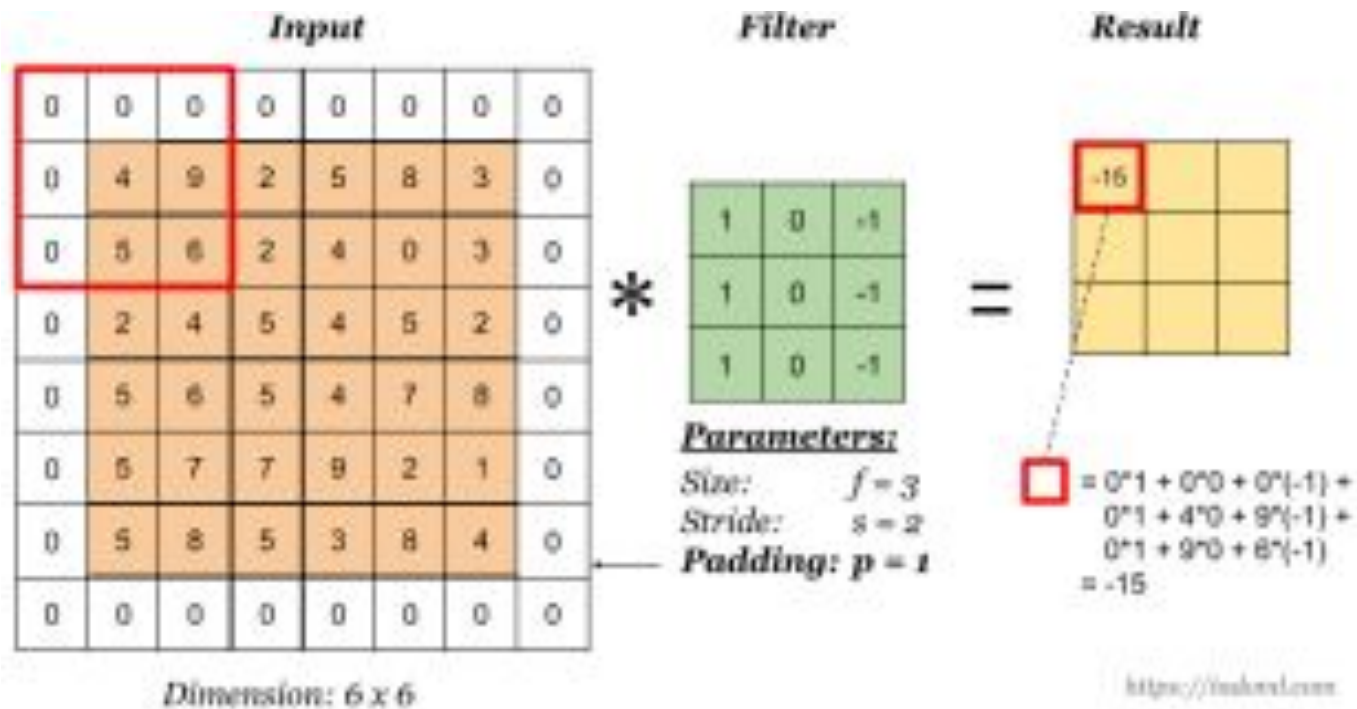 Input Filter Result
0 0 0 0 0 0 0 0
0 4 9 2 5 8 3 0
0 5 6 2 4 0 3 0
0 2 4 5 4 5 2 0
0 5 6 5 4 7 8 0
0 5 7 7 9 2 1 0
0 5 8 5 3 8 4 0
0 0 0 0 0 0 0 0
Dimension: 6 x 6
*
1 0 -1
1 0 -1
1 0 -1
Parameters:
Size: f = 3
Stride: s = 2
Padding: p = 1
=
-15
= 0*1 + 0*0 + 0*(-1) +
0*1 + 4*0 + 9*(-1) +
0*1 + 9*0 + 6*(-1)
= -15